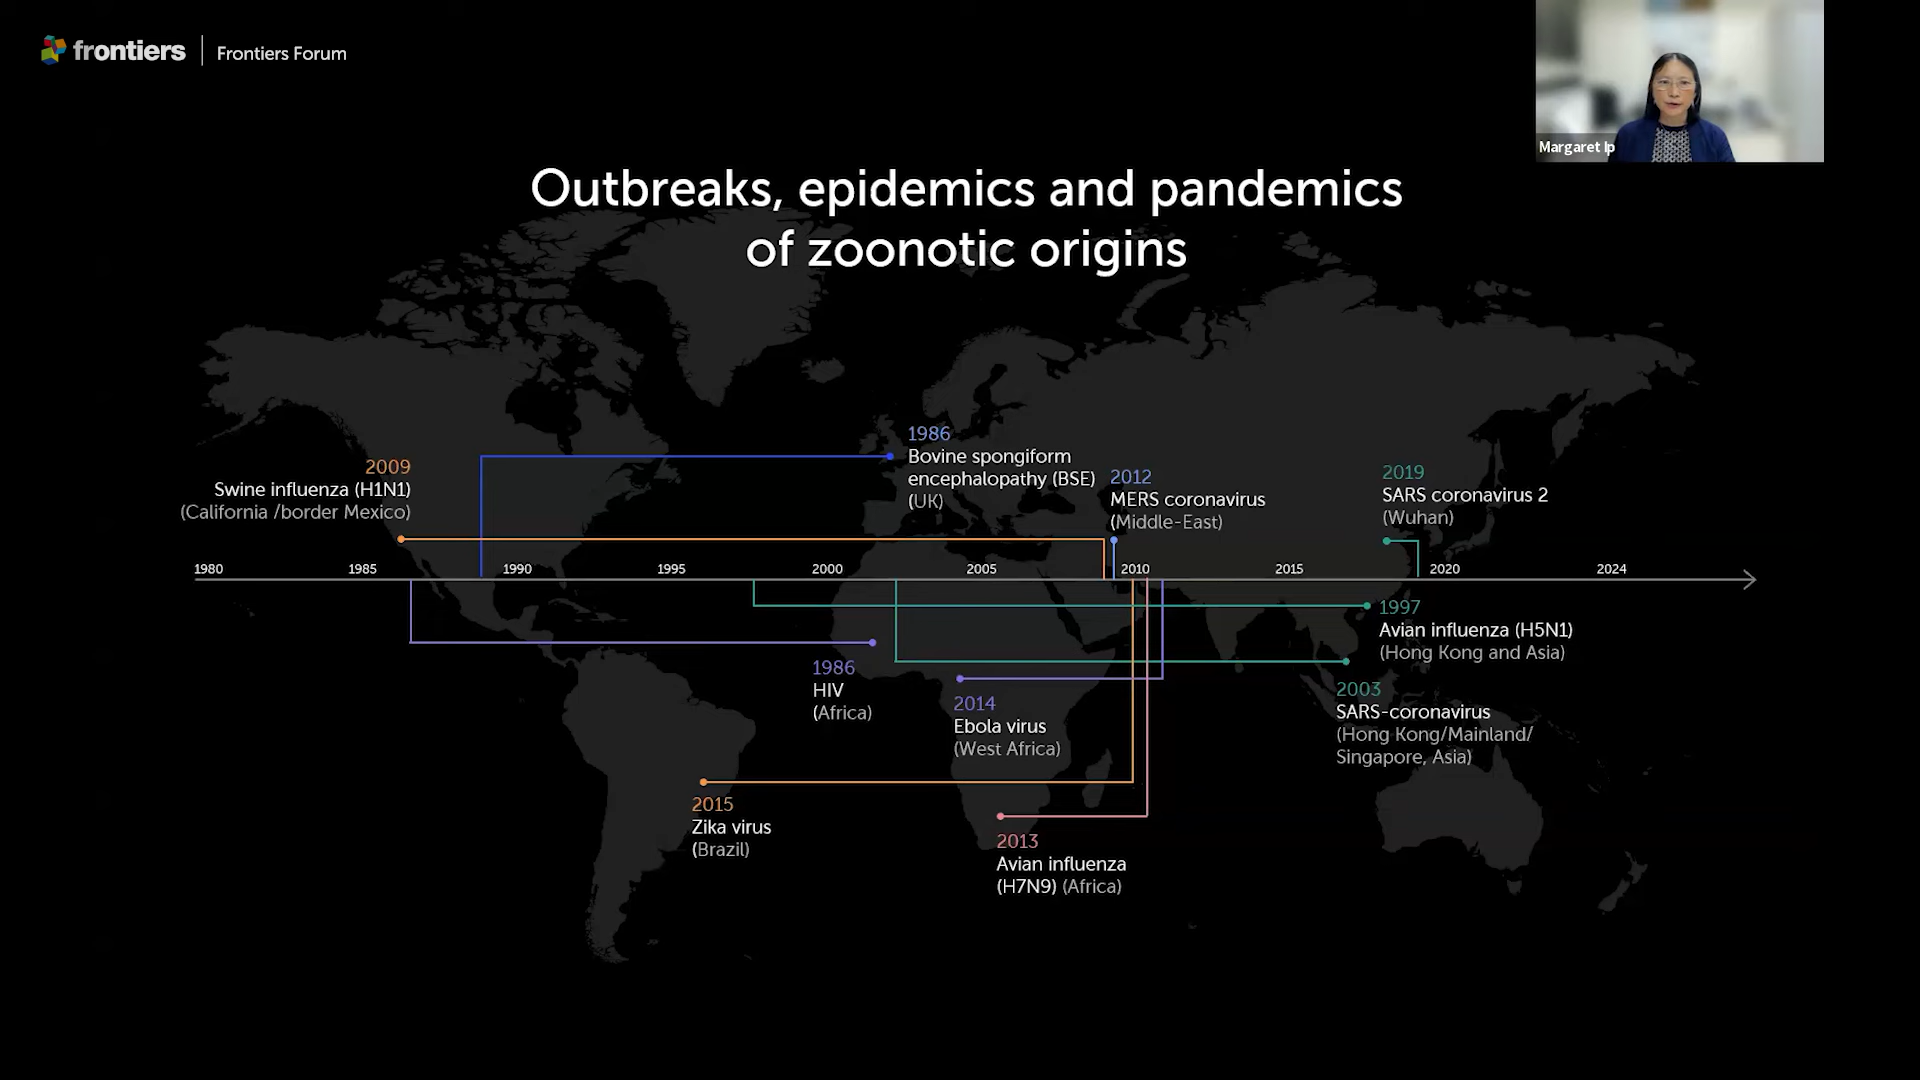 frontiers
Frontiers Forum
Margaret Ip
Outbreaks, epidemics and pandemics
of zoonotic origins
1986
Bovine spongiform
encephalopathy (BSE)
(UK)
2009
Swine influenza (H1N1)
(California /border Mexico)
2012
MERS coronavirus
(Middle-East)
2019
SARS coronavirus 2
(Wuhan)
1980
1985
1990
1995
2000
2005
2010
2015
2020
2024
1997
Avian influenza (H5N1)
(Hong Kong and Asia)
1986
HIV
(Africa)
2014
Ebola virus
(West Africa)
2003
SARS-coronavirus
(Hong Kong/Mainland/
Singapore, Asia)
2015
Zika virus
(Brazil)
2013
Avian influenza
(H7N9) (Africa)